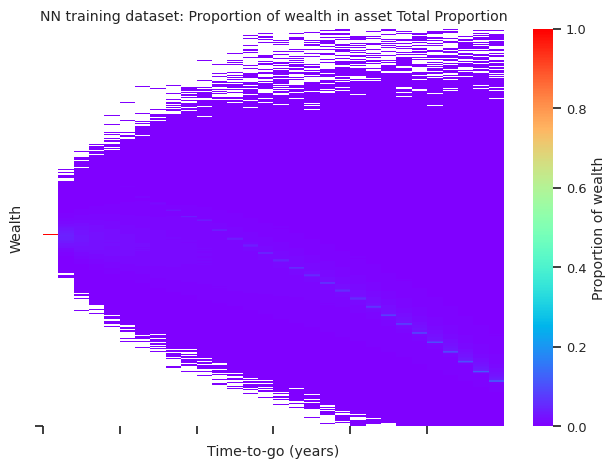 NN training dataset: Proportion of wealth in asset Total Proportion
Wealth
Time-to-go (years)
1.0
0.8
0.6
0.4
0.2
0.0
Proportion of wealth